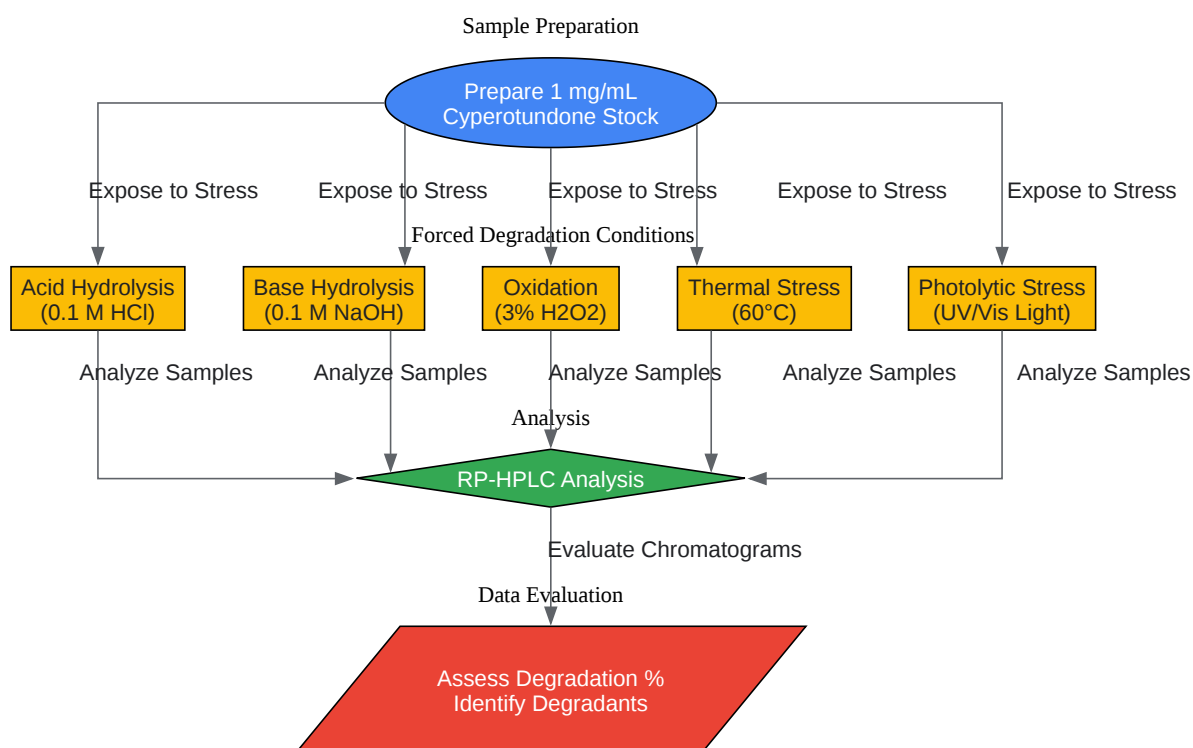 Sample Preparation
Prepare 1 mg/mL
Cyperotundone Stock
Expose to Stress
Expose to Stress
Expose to Stress
Expose to Stress
Expose to Stress
Forced Degradation Conditions
Acid Hydrolysis
(0.1 M HCl)
Base Hydrolysis
(0.1 M NaOH)
Oxidation
(3% H2O2)
Thermal Stress
(60°C)
Photolytic Stress
(UV/Vis Light)
Analyze Samples
Analyze Samples
Analyze Samples
Analyze Samples
Analyze Samples
Analysis
RP-HPLC Analysis
Evaluate Chromatograms
Data Evaluation
Assess Degradation %
Identify Degradants